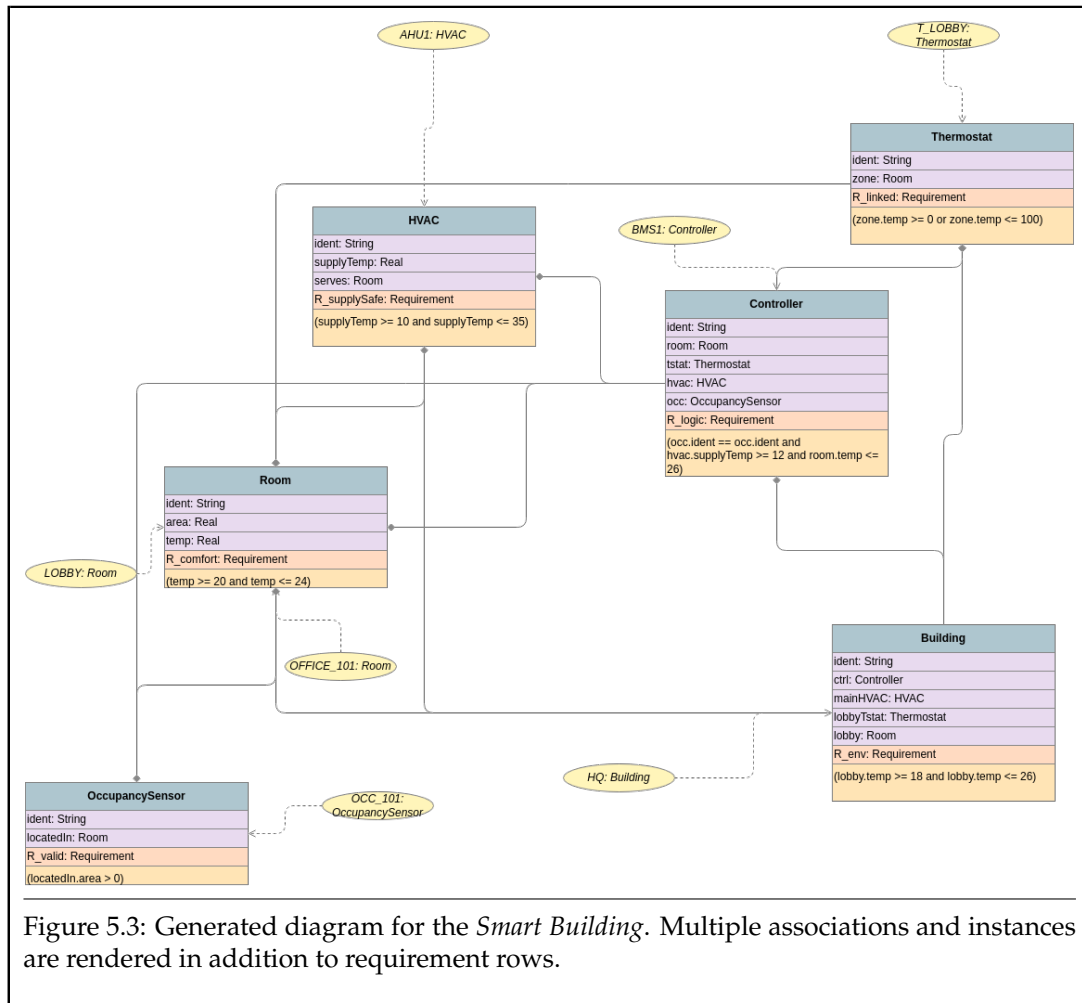 AHU1: HVAC
T_LOBBY:
Thermostat
Thermostat
ident: String
zone: Room
R_linked: Requirement
(zone.temp >= 0 or zone.temp <= 100)
HVAC
ident: String
supplyTemp: Real
serves: Room
R_supplySafe: Requirement
(supplyTemp >= 10 and supplyTemp <= 35)
BMS1: Controller
Controller
ident: String
room: Room
tstat: Thermostat
hvac: HVAC
occ: OccupancySensor
R_logic: Requirement
(occ.ident == occ.ident and
hvac.supplyTemp >= 12 and room.temp <=
26)
Room
ident: String
area: Real
temp: Real
R_comfort: Requirement
(temp >= 20 and temp <= 24)
LOBBY: Room
OFFICE_101: Room
Building
ident: String
ctrl: Controller
mainHVAC: HVAC
lobbyTstat: Thermostat
lobby: Room
R_env: Requirement
(lobby.temp >= 18 and lobby.temp <= 26)
HQ: Building
OccupancySensor
ident: String
locatedIn: Room
R_valid: Requirement
(locatedIn.area > 0)
OCC_101:
OccupancySensor
Figure 5.3: Generated diagram for the Smart Building. Multiple associations and instances
are rendered in addition to requirement rows.